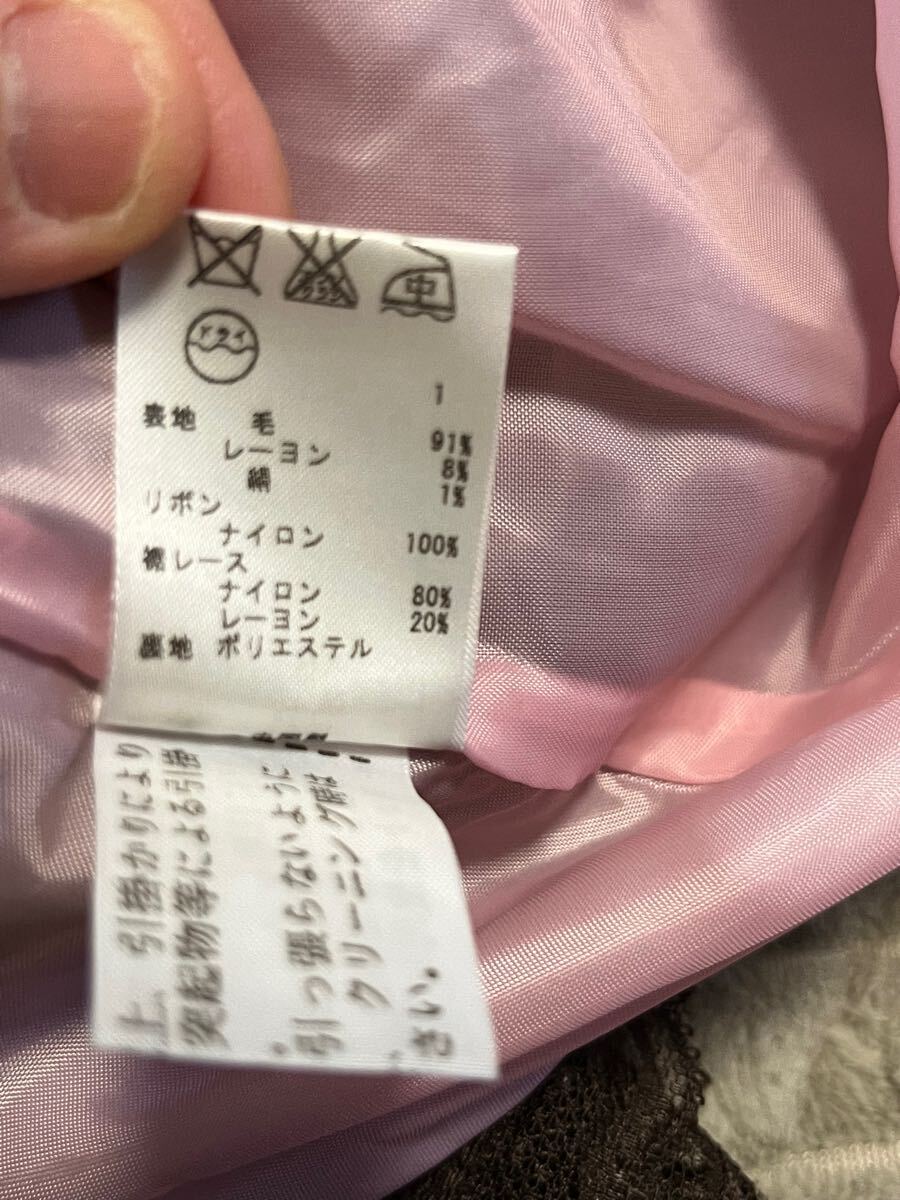 中
ドライ
1
表地 毛 91%
レーヨン 8%
絹 1%
リボン
ナイロン 100%
裾レース
ナイロン 80%
レーヨン 20%
裏地 ポリエステル
上、引掛かりにより
突起物等による引掛
引っ張らないように
クリーニング
さい。